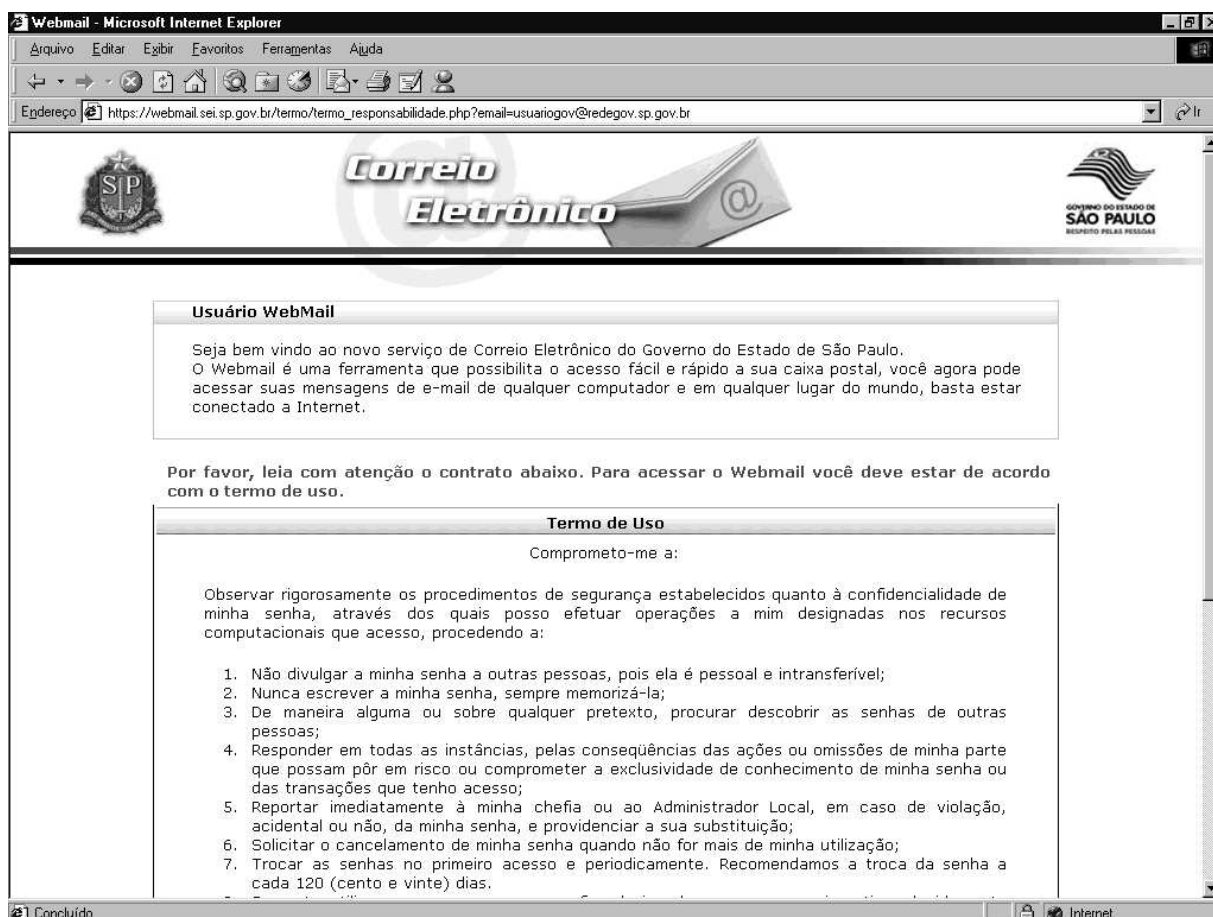 Webmail - Microsoft Internet Explorer
Arquivo Editar Exibir Favoritos Ferramentas Ajuda
Endereço https://webmail.sei.sp.gov.br/termo/termo_responsabilidade.php?email=usuariogov@redegov.sp.gov.br Ir
SP
Correio
Eletrônico
@
GOVERNO DO ESTADO DE
SÃO PAULO
RESPEITO PELAS PESSOAS
Usuário WebMail
Seja bem vindo ao novo serviço de Correio Eletrônico do Governo do Estado de São Paulo.
O Webmail é uma ferramenta que possibilita o acesso fácil e rápido a sua caixa postal, você agora pode
acessar suas mensagens de e-mail de qualquer computador e em qualquer lugar do mundo, basta estar
conectado a Internet.
Por favor, leia com atenção o contrato abaixo. Para acessar o Webmail você deve estar de acordo
com o termo de uso.
Termo de Uso
Comprometo-me a:
Observar rigorosamente os procedimentos de segurança estabelecidos quanto à confidencialidade de
minha senha, através dos quais posso efetuar operações a mim designadas nos recursos
computacionais que acesso, procedendo a:
1. Não divulgar a minha senha a outras pessoas, pois ela é pessoal e intransferível;
2. Nunca escrever a minha senha, sempre memorizá-la;
3. De maneira alguma ou sobre qualquer pretexto, procurar descobrir as senhas de outras
pessoas;
4. Responder em todas as instâncias, pelas conseqüências das ações ou omissões de minha parte
que possam pôr em risco ou comprometer a exclusividade de conhecimento de minha senha ou
das transações que tenho acesso;
5. Reportar imediatamente à minha chefia ou ao Administrador Local, em caso de violação,
acidental ou não, da minha senha, e providenciar a sua substituição;
6. Solicitar o cancelamento de minha senha quando não for mais de minha utilização;
7. Trocar as senhas no primeiro acesso e periodicamente. Recomendamos a troca da senha a
cada 120 (cento e vinte) dias.
Concluído Internet